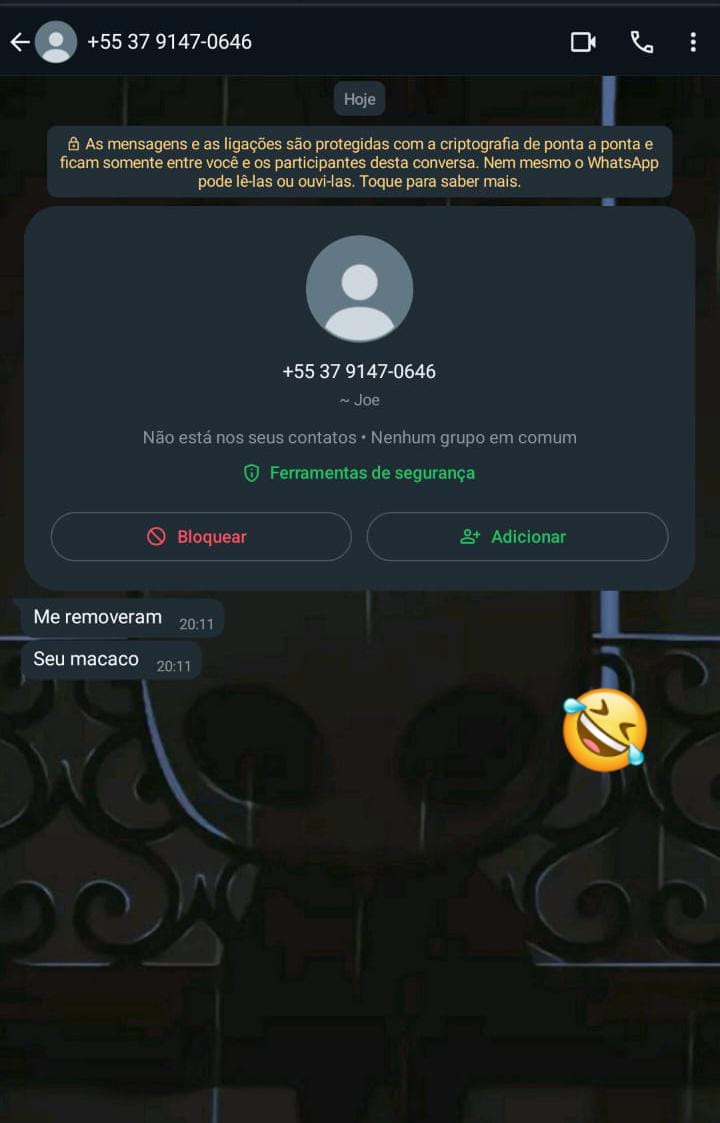 +55 37 9147-0646
Hoje
As mensagens e as ligações são protegidas com a criptografia de ponta a ponta e
ficam somente entre você e os participantes desta conversa. Nem mesmo o WhatsApp
pode lê-las ou ouvi-las. Toque para saber mais.
+55 37 9147-0646
~ Joe
Não está nos seus contatos • Nenhum grupo em comum
Ferramentas de segurança
Bloquear
Adicionar
Me removeram 20:11
Seu macaco 20:11
🤣